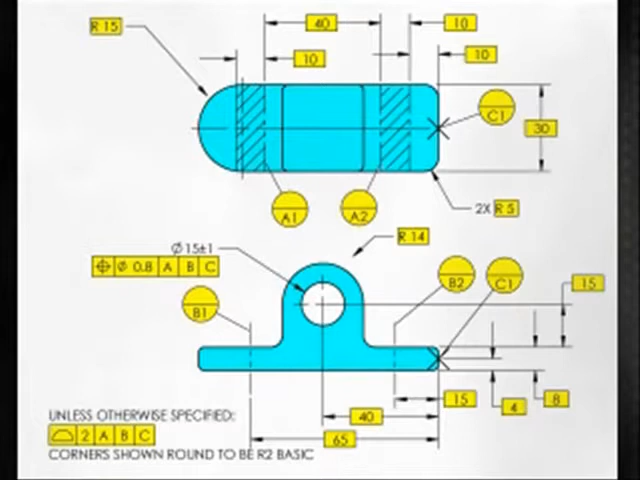 R 15
40
10
10
10
C1
30
A1
A2
2X R 5
R 14
Ø15±1
⌖ Ø 0.8 A B C
B2
C1
15
B1
15
8
4
40
65
UNLESS OTHERWISE SPECIFIED:
⌓ 2 A B C
CORNERS SHOWN ROUND TO BE R2 BASIC